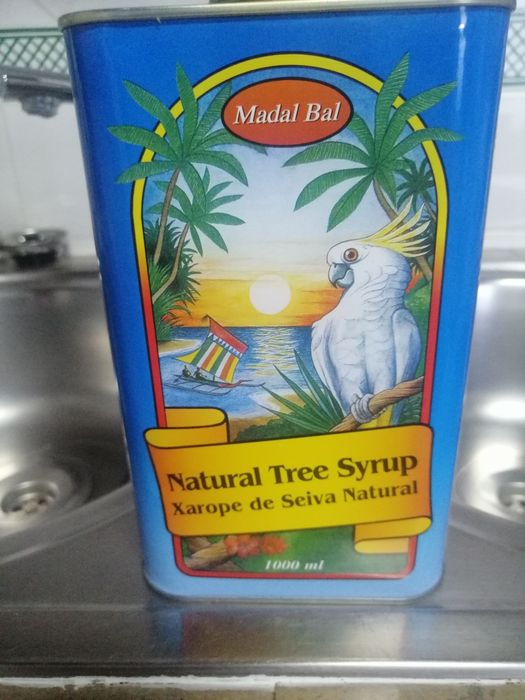 Madal Bal
Natural Tree Syrup
Xarope de Seiva Natural
1000 ml